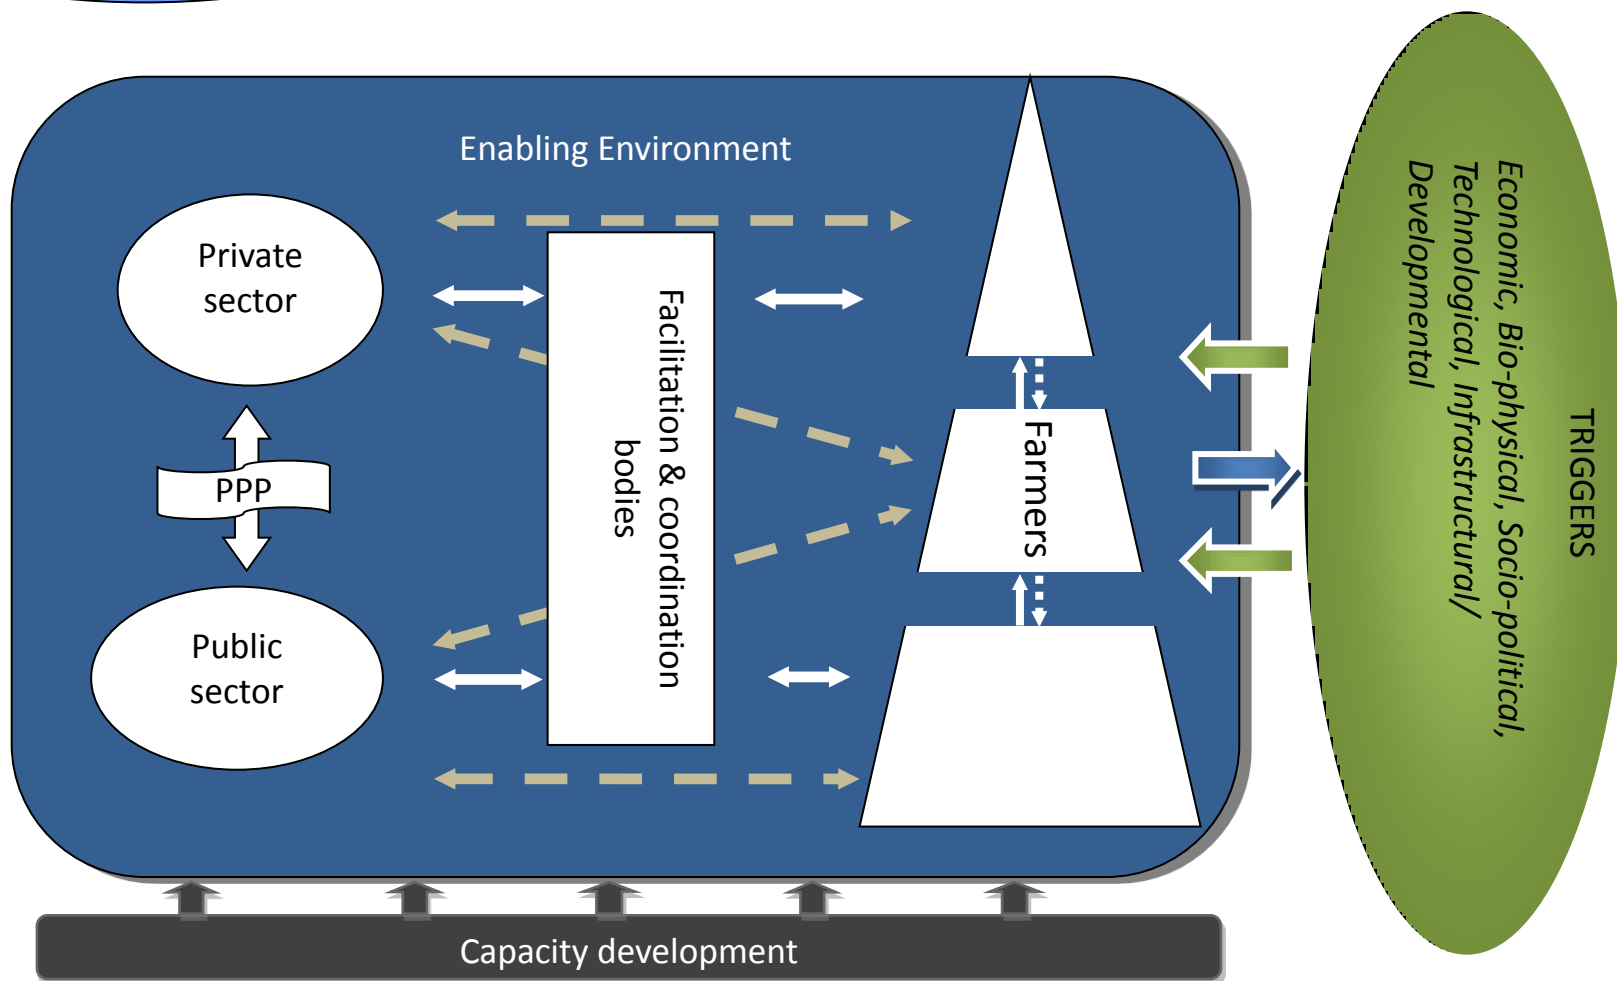 Enabling Environment
Private
sector
PPP
Public
sector
Facilitation & coordination
bodies
Farmers
TRIGGERS
Economic, Bio-physical, Socio-political,
Technological, Infrastructural/
Developmental
Capacity development